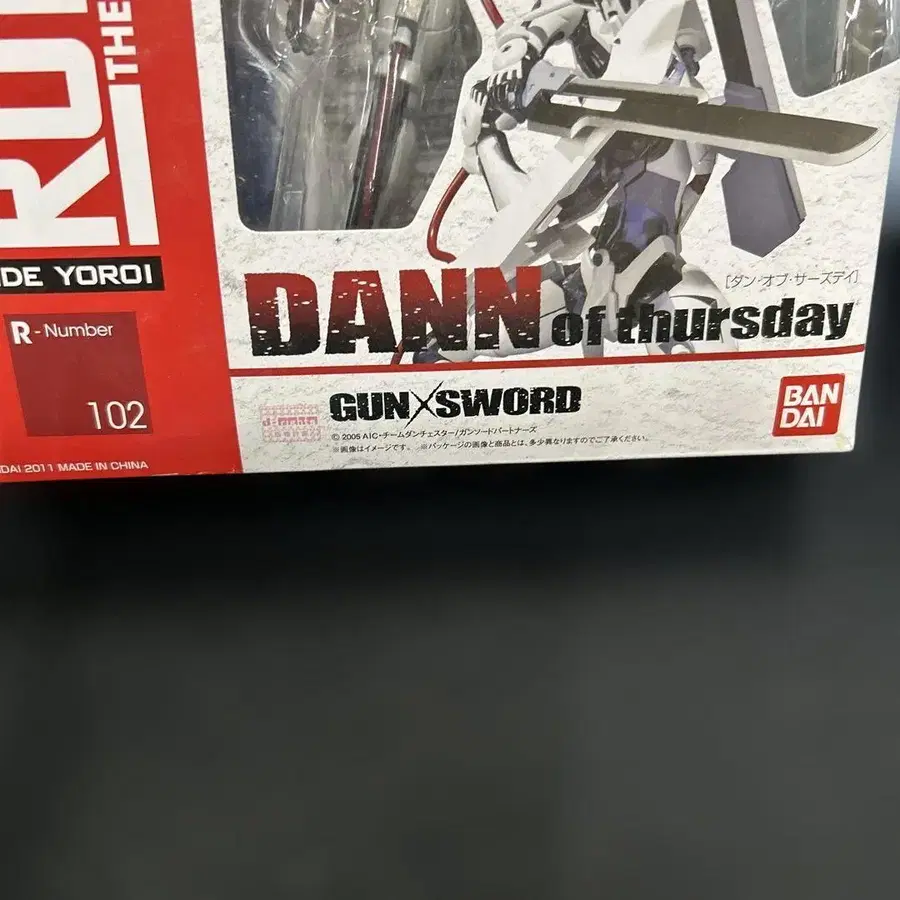 THE
IDE YOROI
R-Number
102
DAI 2011 MADE IN CHINA
DANN of thursday
[ダン・オブ・サーズデイ]
GUN×SWORD
© 2005 AIC・チームダンチェスター/ガンソードパートナーズ
※画像はイメージです。 ※パッケージの画像と商品とは、多少異なりますのでご了承ください。
BAN
DAI